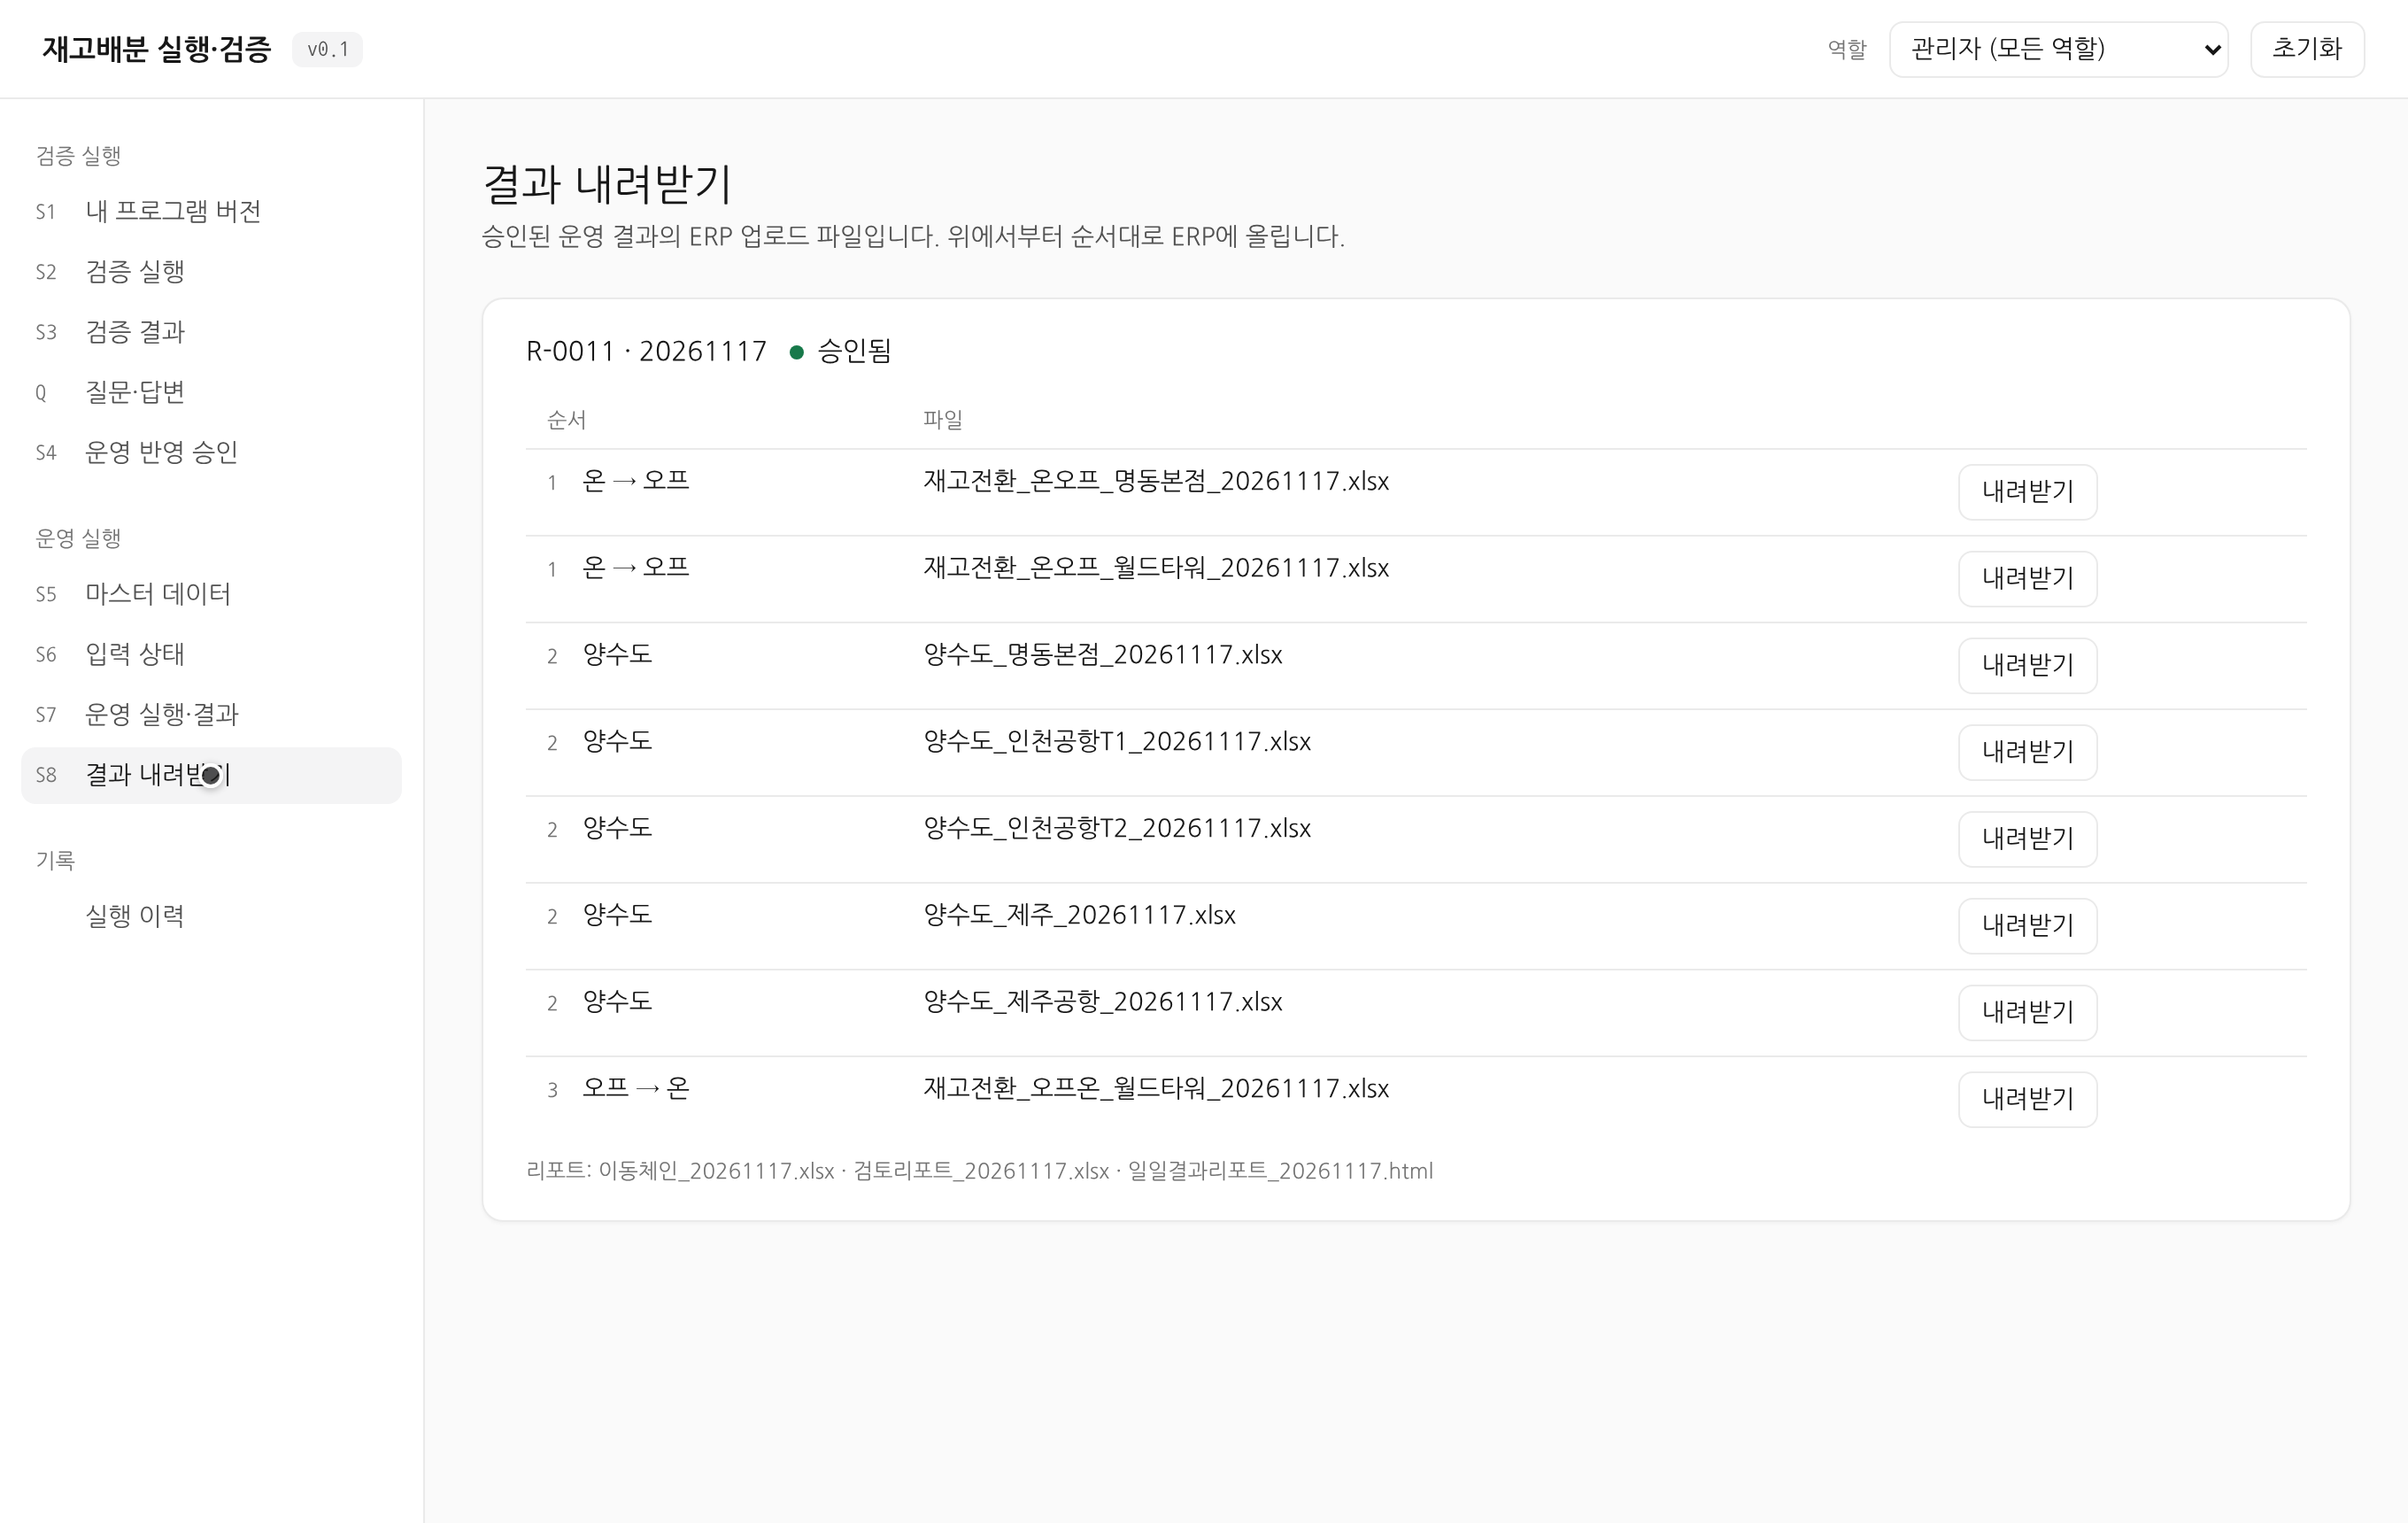 재고배분 실행·검증 v0.1 역할 관리자 (모든 역할) 초기화
검증 실행
S1 내 프로그램 버전
S2 검증 실행
S3 검증 결과
Q 질문·답변
S4 운영 반영 승인
운영 실행
S5 마스터 데이터
S6 입력 상태
S7 운영 실행·결과
S8 결과 내려받기
기록
실행 이력
결과 내려받기
승인된 운영 결과의 ERP 업로드 파일입니다. 위에서부터 순서대로 ERP에 올립니다.
R-0011 · 20261117 승인됨
순서 파일
1 온 → 오프 재고전환_온오프_명동본점_20261117.xlsx 내려받기
1 온 → 오프 재고전환_온오프_월드타워_20261117.xlsx 내려받기
2 양수도 양수도_명동본점_20261117.xlsx 내려받기
2 양수도 양수도_인천공항T1_20261117.xlsx 내려받기
2 양수도 양수도_인천공항T2_20261117.xlsx 내려받기
2 양수도 양수도_제주_20261117.xlsx 내려받기
2 양수도 양수도_제주공항_20261117.xlsx 내려받기
3 오프 → 온 재고전환_오프온_월드타워_20261117.xlsx 내려받기
리포트: 이동체인_20261117.xlsx · 검토리포트_20261117.xlsx · 일일결과리포트_20261117.html